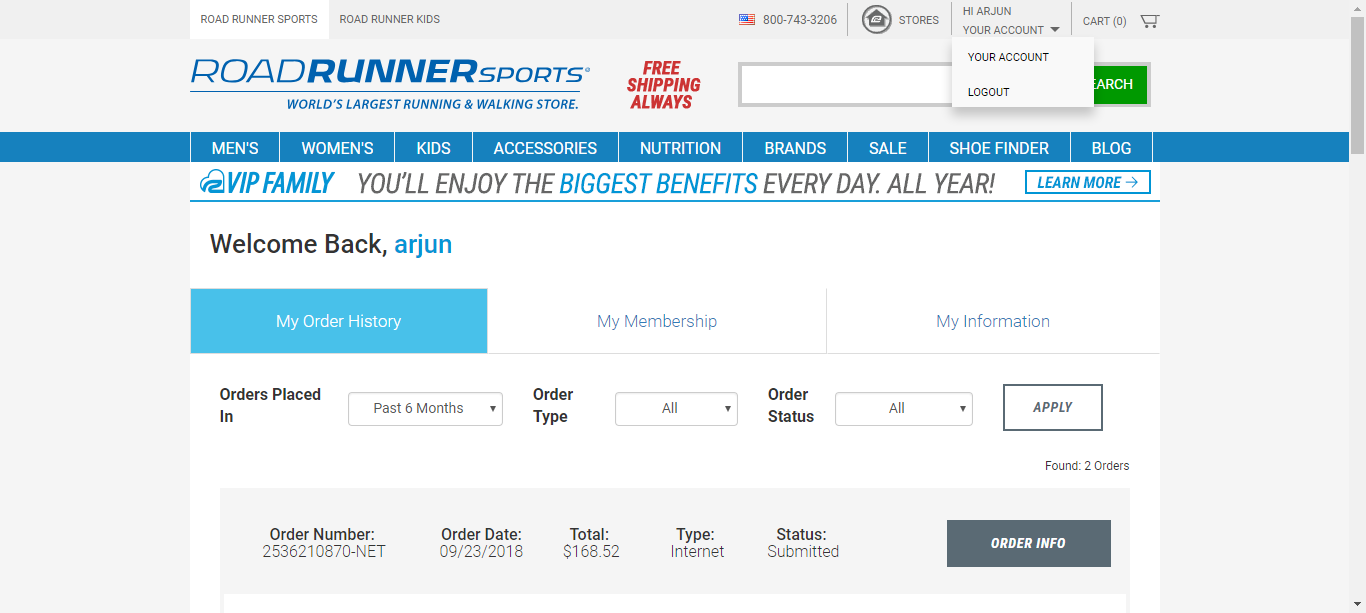 ROAD RUNNER SPORTS
ROAD RUNNER KIDS
800-743-3206
STORES
HI ARJUN
YOUR ACCOUNT
CART (0)
YOUR ACCOUNT
LOGOUT
ROADRUNNERSPORTS
WORLD'S LARGEST RUNNING & WALKING STORE.
FREE
SHIPPING
ALWAYS
MEN'S
WOMEN'S
KIDS
ACCESSORIES
NUTRITION
BRANDS
SALE
SHOE FINDER
BLOG
VIP FAMILY YOU'LL ENJOY THE BIGGEST BENEFITS EVERY DAY. ALL YEAR! LEARN MORE →
Welcome Back, arjun
My Order History
My Membership
My Information
Orders Placed
In
Past 6 Months
Order
Type
All
Order
Status
All
APPLY
Found: 2 Orders
Order Number:
2536210870-NET
Order Date:
09/23/2018
Total:
$168.52
Type:
Internet
Status:
Submitted
ORDER INFO